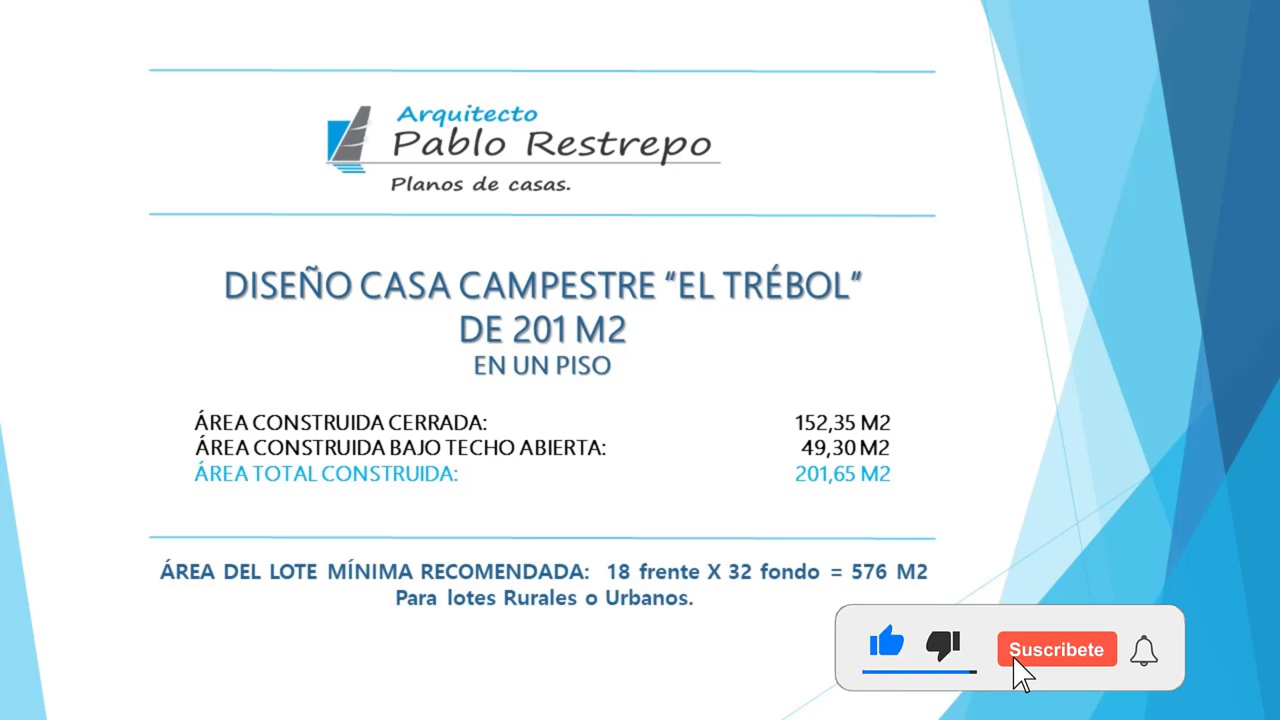 Arquitecto
Pablo Restrepo
Planos de casas.
DISEÑO CASA CAMPESTRE “EL TRÉBOL”
DE 201 M2
EN UN PISO
ÁREA CONSTRUIDA CERRADA: 152,35 M2
ÁREA CONSTRUIDA BAJO TECHO ABIERTA: 49,30 M2
ÁREA TOTAL CONSTRUIDA: 201,65 M2
ÁREA DEL LOTE MÍNIMA RECOMENDADA: 18 frente X 32 fondo = 576 M2
Para lotes Rurales o Urbanos.
Suscribete